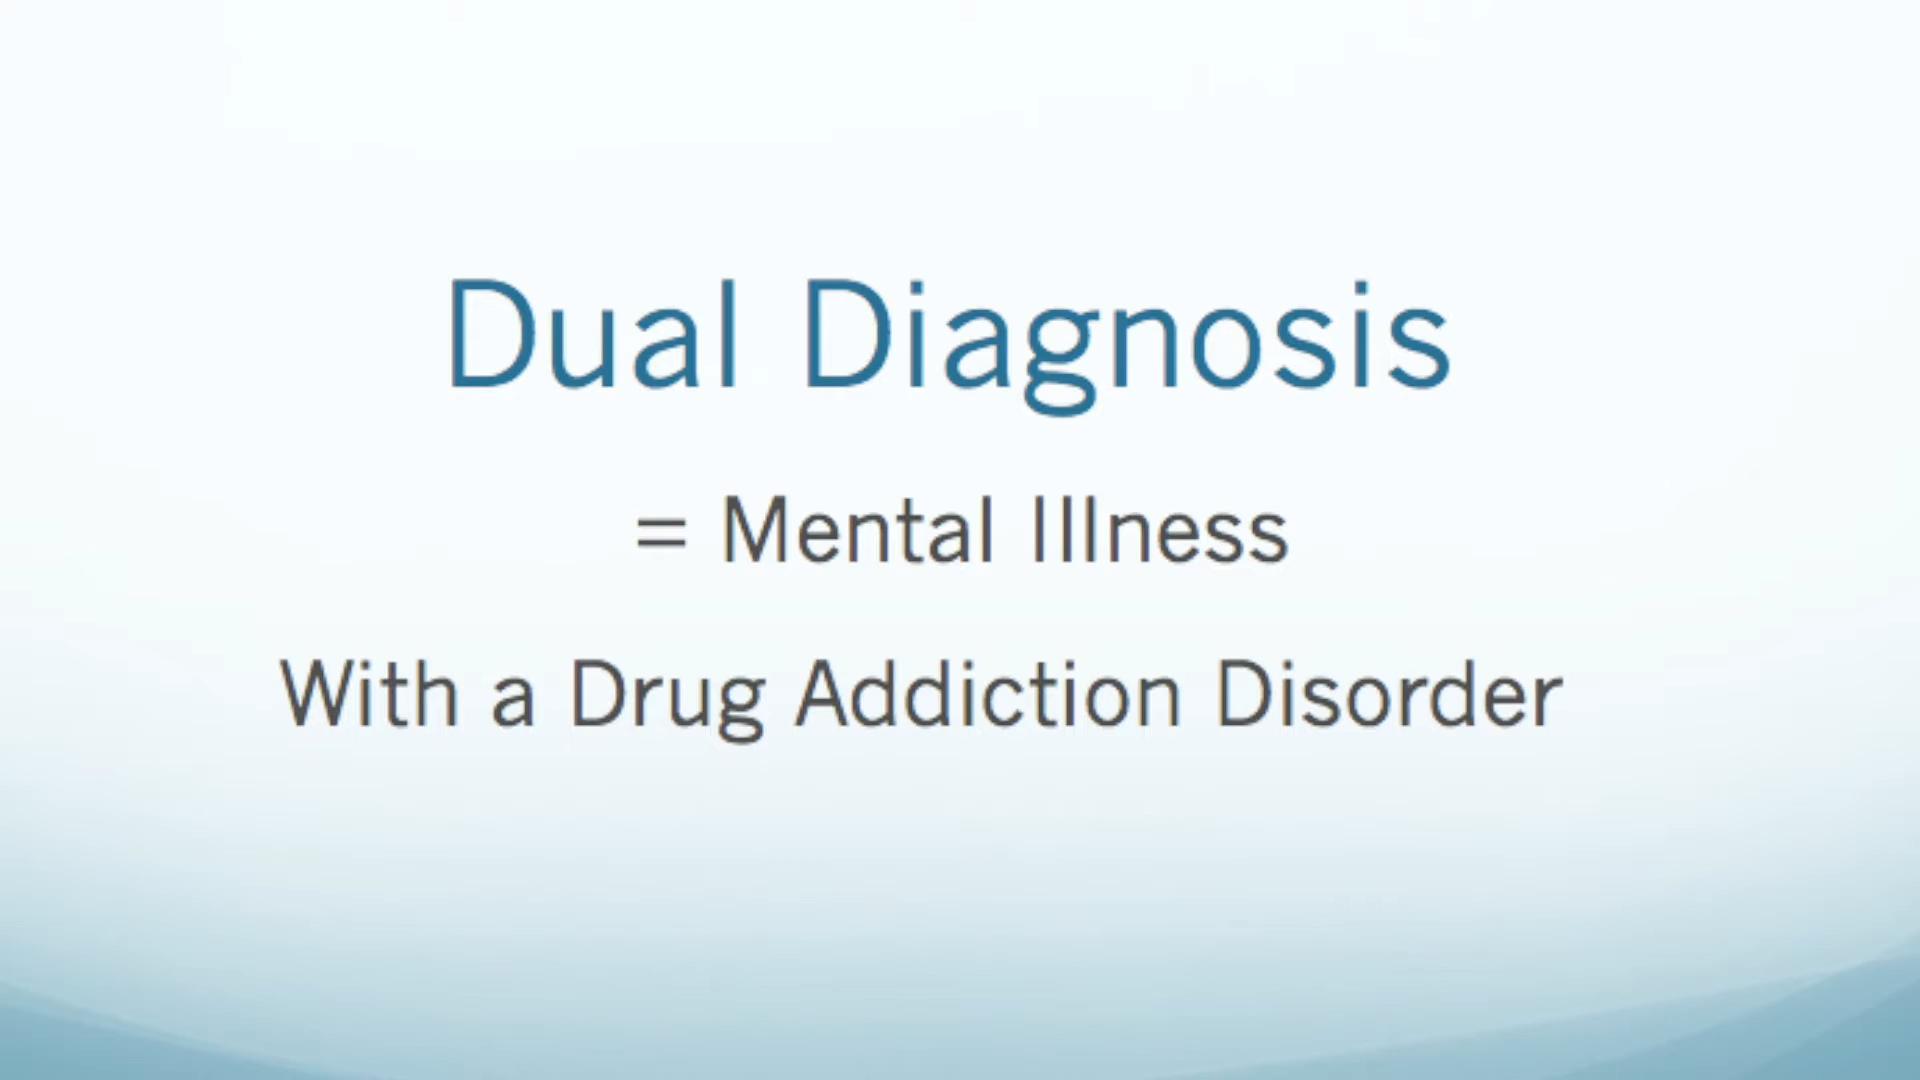 Dual Diagnosis
= Mental Illness
With a Drug Addiction Disorder